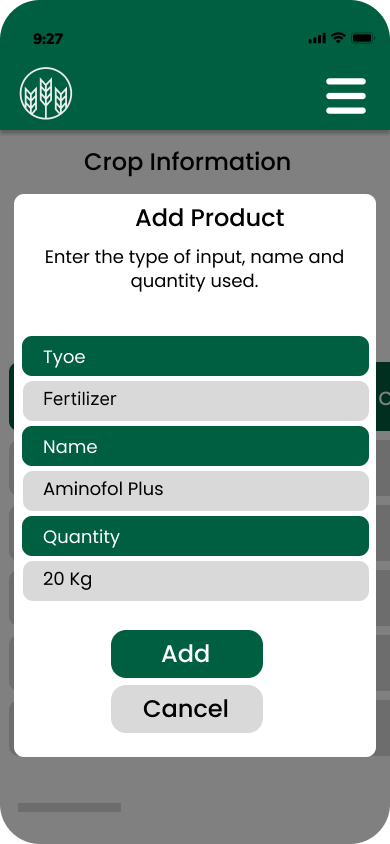 9:27
Crop Information
Add Product
Enter the type of input, name and
quantity used.
Tyoe
Fertilizer
Name
Aminofol Plus
Quantity
20 Kg
Add
Cancel